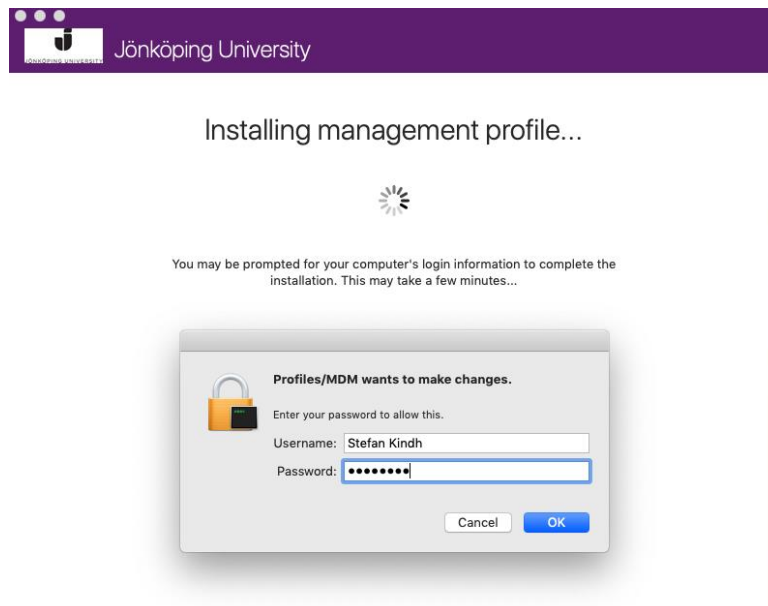 JÖNKÖPING UNIVERSITY
Jönköping University
Installing management profile...
You may be prompted for your computer's login information to complete the
installation. This may take a few minutes...
Profiles/MDM wants to make changes.
Enter your password to allow this.
Username: Stefan Kindh
Password: ••••••••
Cancel OK